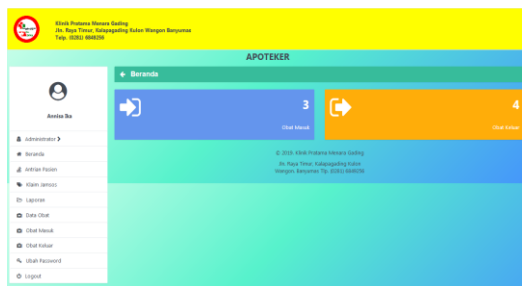 Klinik Pratama Menara Gading
Jln. Raya Timur, Kalapagading Kulon Wangon Banyumas
Telp. (0281) 6848258
APOTEKER
Beranda
Annisa Ika
Administrator
Beranda
Antrian Pasien
Klaim Jamsos
Laporan
Data Obat
Obat Masuk
Obat Keluar
Ubah Password
Logout
3
Obat Masuk
4
Obat Keluar
© 2019. Klinik Pratama Menara Gading
Jln. Raya Timur, Kalapagading Kulon
Wangon, Banyumas Tlp. (0281) 6848258